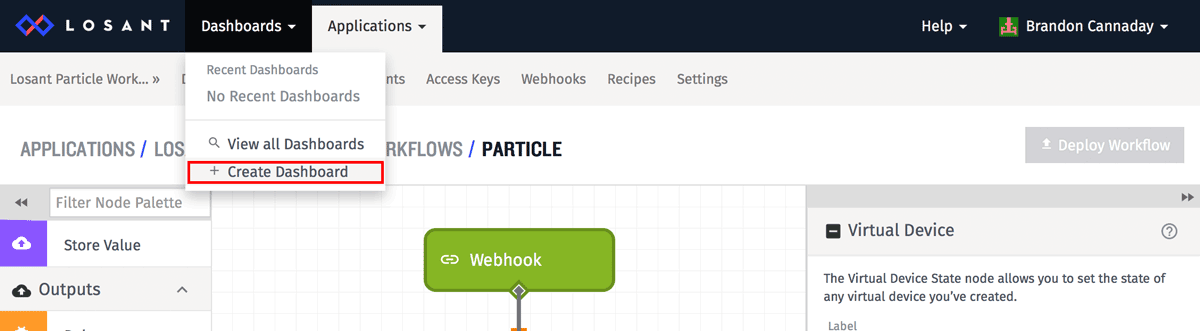 LOSANT
Dashboards
Applications
Help
Brandon Cannaday
Losant Particle Work... »
Access Keys
Webhooks
Recipes
Settings
Recent Dashboards
No Recent Dashboards
View all Dashboards
+ Create Dashboard
APPLICATIONS / LOS
RKFLOWS / PARTICLE
Deploy Workflow
Filter Node Palette
Store Value
Outputs
Webhook
Virtual Device
The Virtual Device State node allows you to set the state of
any virtual device you've created.
Label